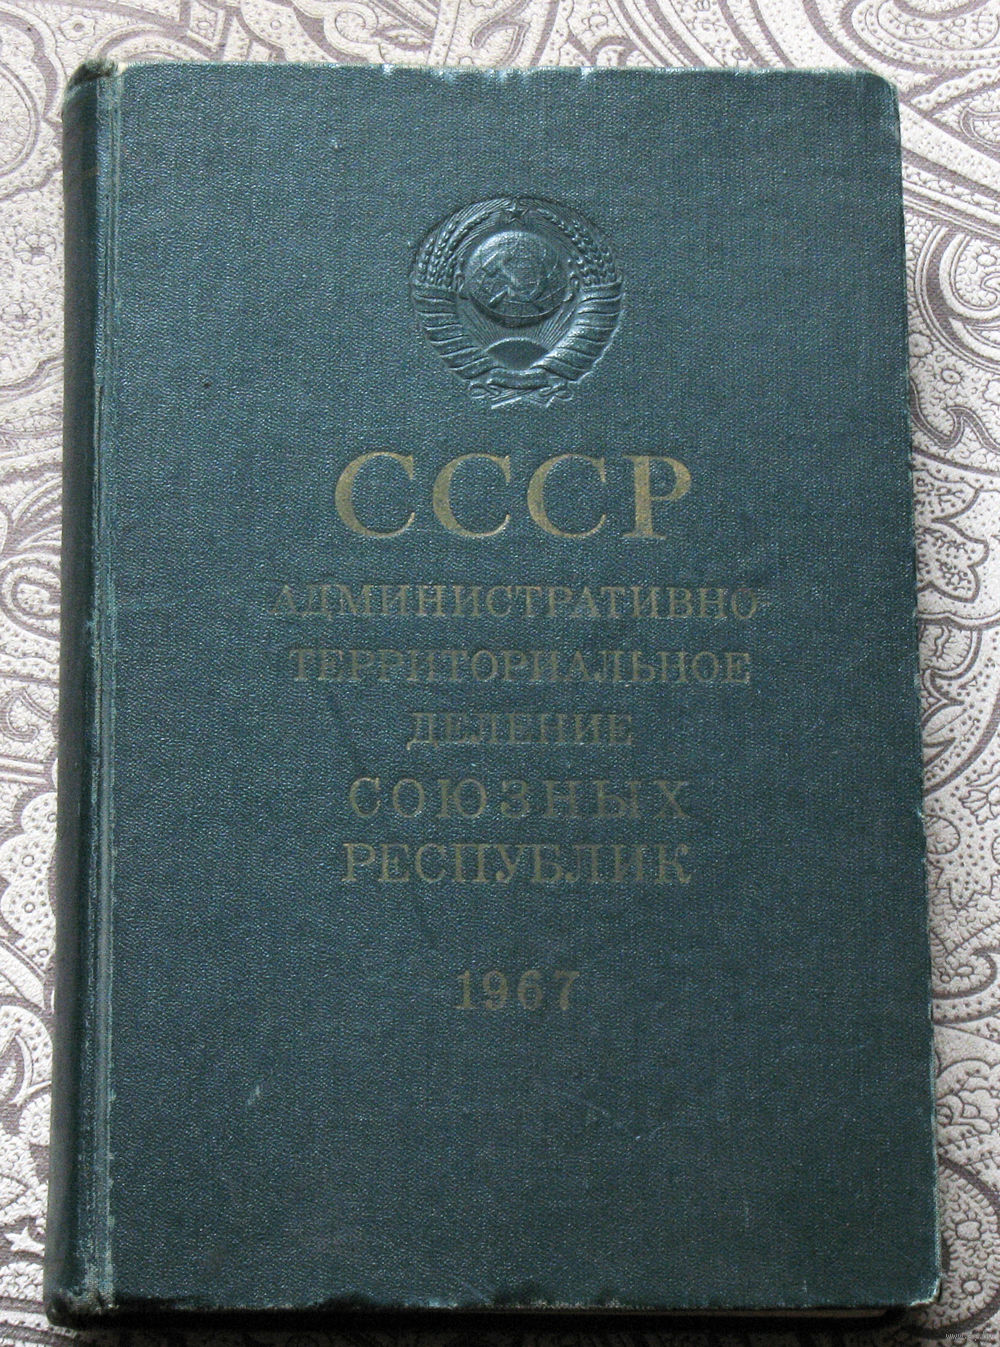 СССР
АДМИНИСТРАТИВНО
ТЕРРИТОРИАЛЬНОЕ
ДЕЛЕНИЕ
СОЮЗНЫХ
РЕСПУБЛИК
1967